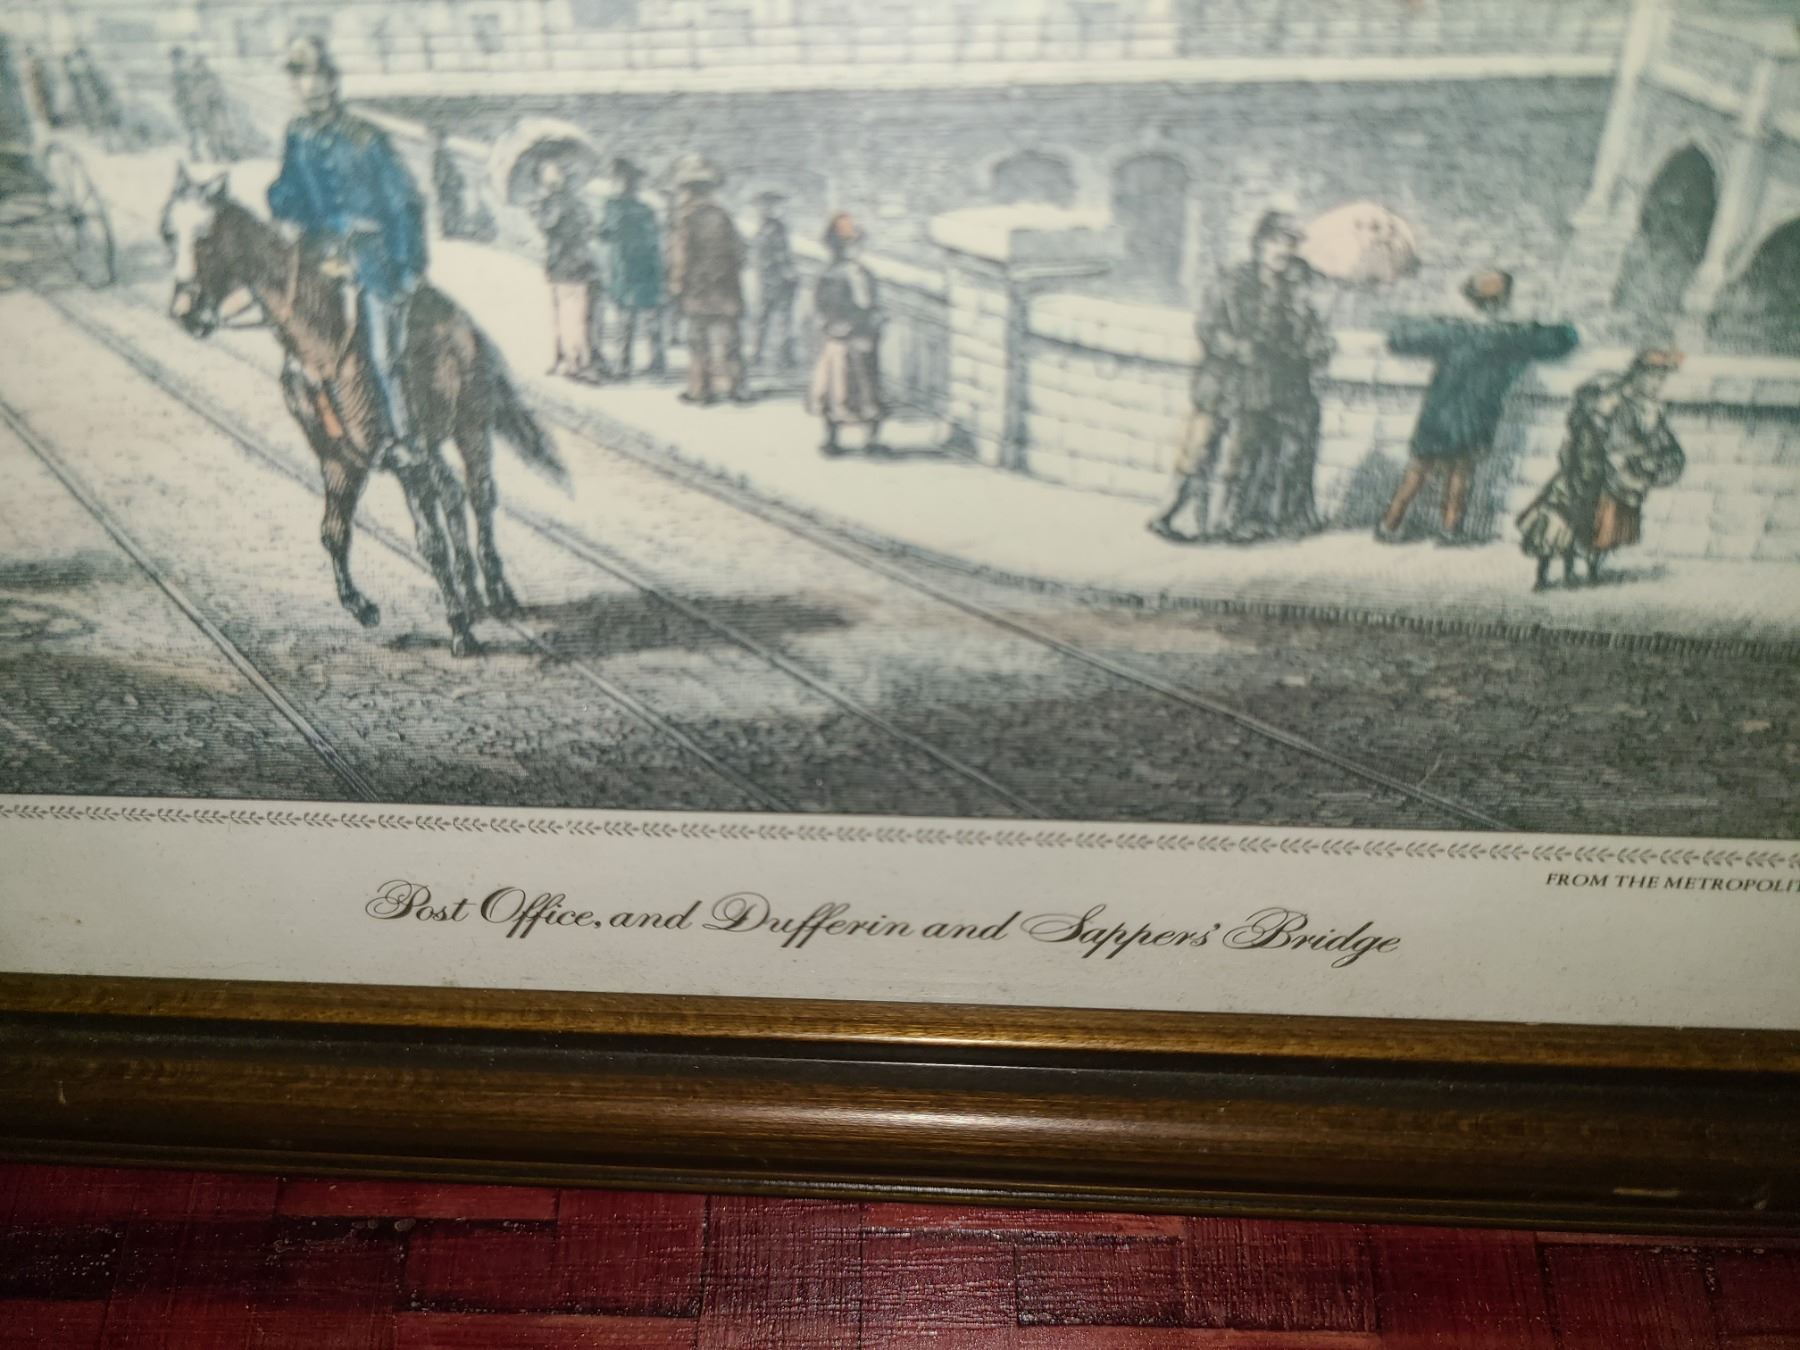 FROM THE METROPOLIT
Post Office, and Dufferin and Sappers' Bridge